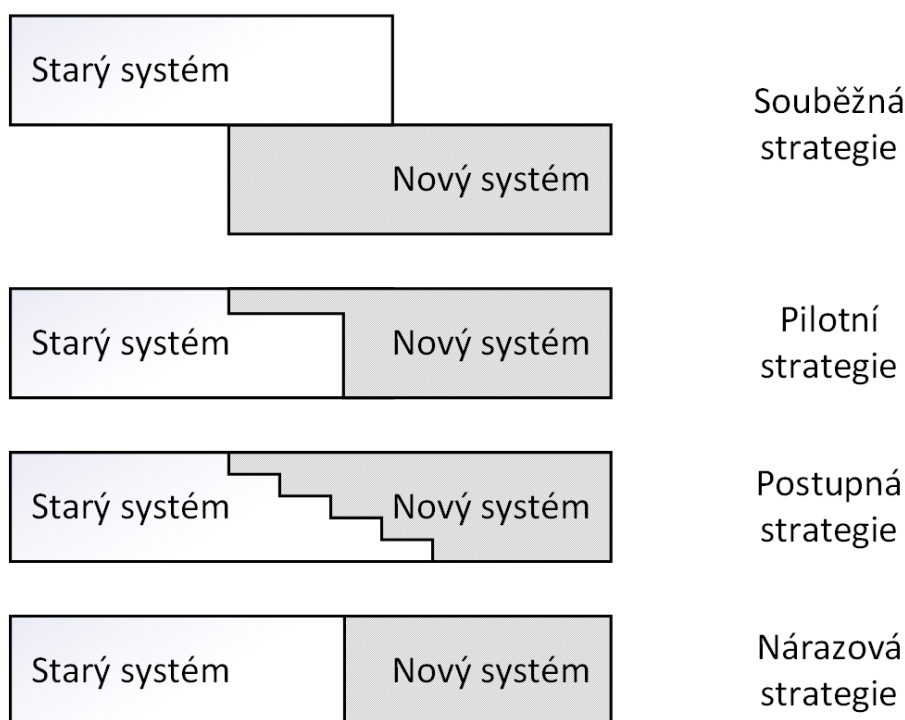 Starý systém
Nový systém
Souběžná
strategie
Starý systém
Nový systém
Pilotní
strategie
Starý systém
Nový systém
Postupná
strategie
Starý systém
Nový systém
Nárazová
strategie